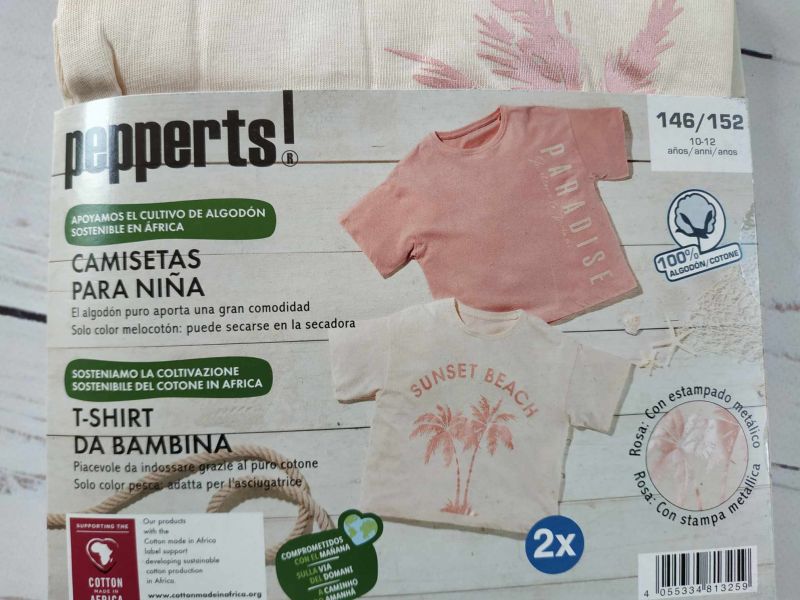 pepperts!®
146/152
10-12
años/anni/anos
APOYAMOS EL CULTIVO DE ALGODÓN
SOSTENIBLE EN ÁFRICA
CAMISETAS
PARA NIÑA
El algodón puro aporta una gran comodidad
Solo color melocotón: puede secarse en la secadora
PARADISE
100%
ALGODÓN/COTONE
SOSTENIAMO LA COLTIVAZIONE
SOSTENIBILE DEL COTONE IN AFRICA
T-SHIRT
DA BAMBINA
Piacevole da indossare grazie al puro cotone
Solo color pesca: adatta per l'asciugatrice
SUNSET BEACH
Rosa: Con estampado metálico
Rosa: Con stampa metallica
SUPPORTING THE
COTTON
MADE IN
AFRICA
Our products
with the
Cotton made in Africa
label support
developing sustainable
cotton production
in Africa.
www.cottonmadeinafrica.org
COMPROMETIDOS
CON EL MAÑANA
SULLA VIA
DEL DOMANI
A CAMINHO
AMANHÃ
2x
4 055334 813259